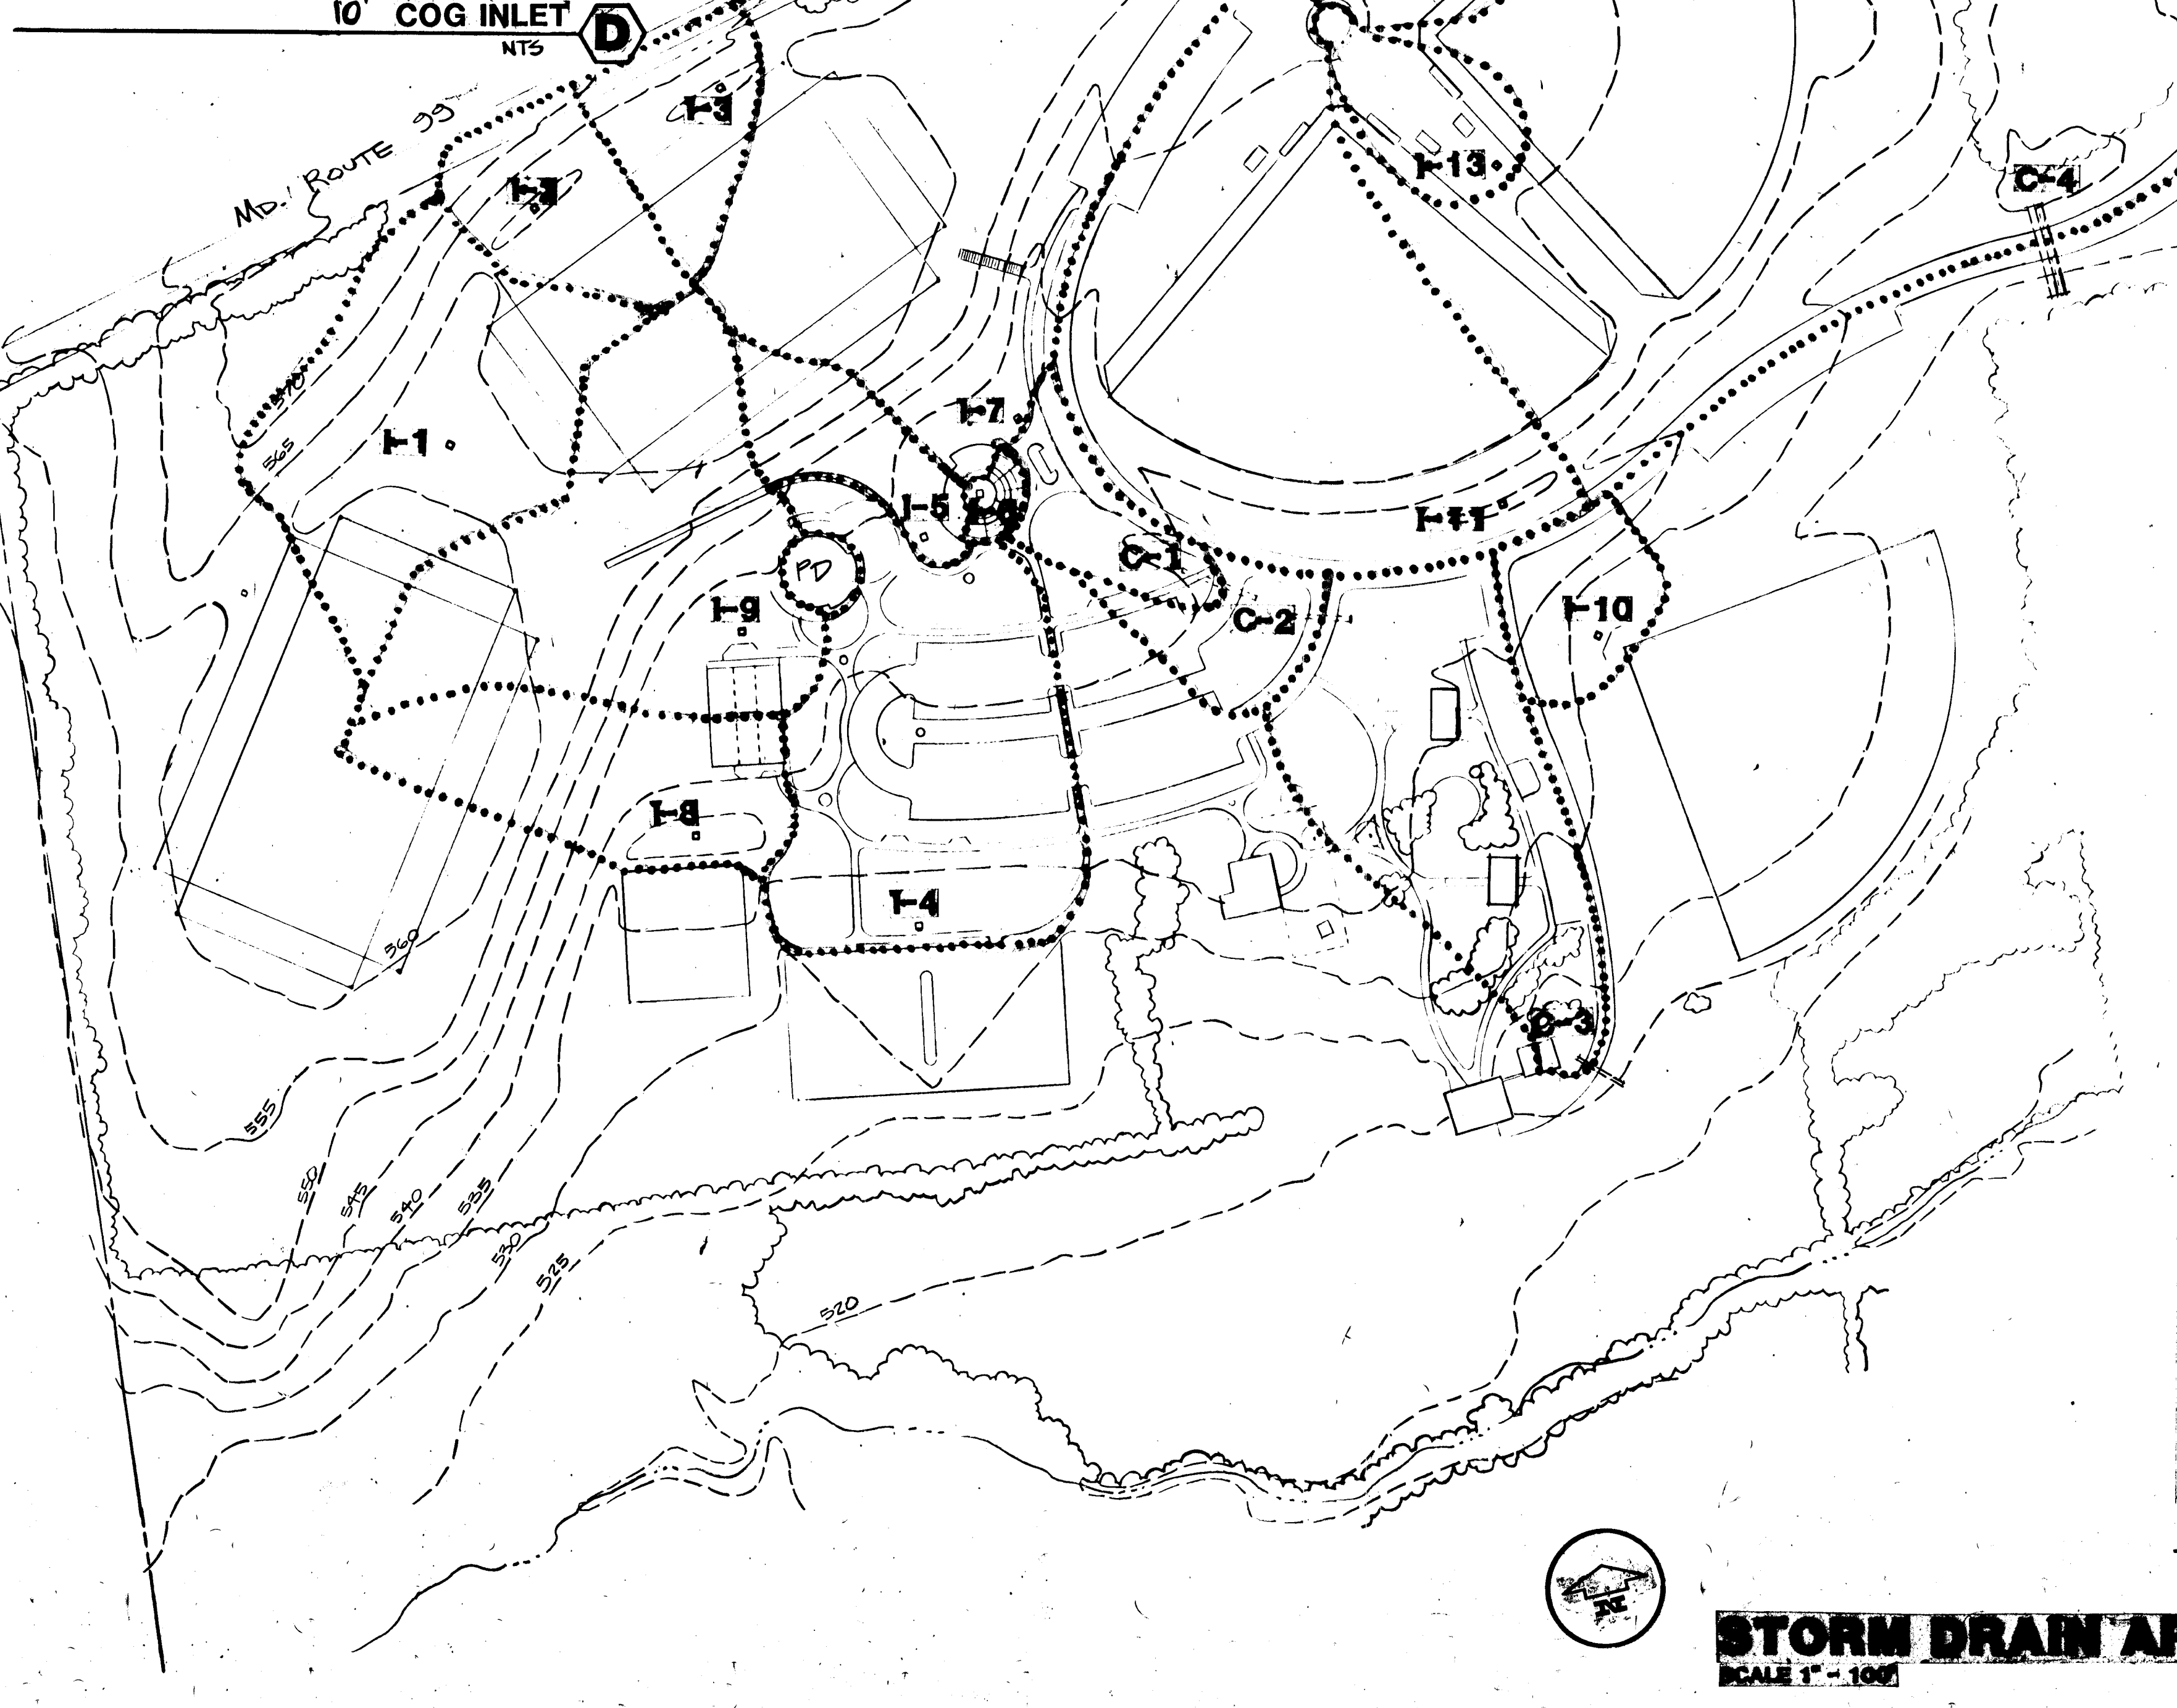 10' COG INLET
NTS
D
MD. ROUTE 99
I-3
I-2
I-13
C-4
570
565
I-1
I-7
I-5
I-6
I-11
C-1
PD
I-9
C-2
I-10
I-8
I-4
560
C-3
555
550
545
540
535
530
525
520
N
STORM DRAIN
SCALE 1" = 100'